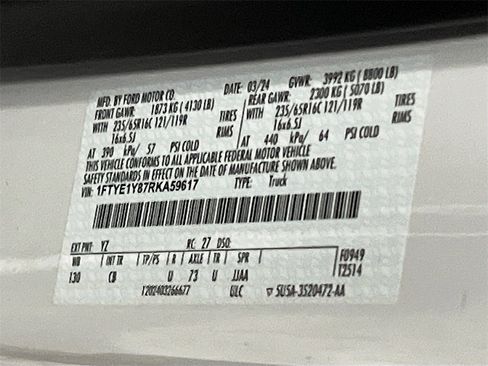 MFD. BY FORD MOTOR CO. DATE: 03/24 GVWR: 3992 KG ( 8800 LB)
FRONT GAWR: 1873 KG ( 4130 LB) REAR GAWR: 2300 KG ( 5070 LB)
WITH 235/65R16C 121/119R TIRES WITH 235/65R16C 121/119R TIRES
16x6.5J RIMS 16x6.5J RIMS
AT 390 kPa/ 57 PSI COLD AT 440 kPa/ 64 PSI COLD
THIS VEHICLE CONFORMS TO ALL APPLICABLE FEDERAL MOTOR VEHICLE
SAFETY STANDARDS IN EFFECT ON THE DATE OF MANUFACTURE SHOWN ABOVE.
VIN: 1FTYE1Y87RKA59617 TYPE: Truck
EXT PNT: YZ RC: 27 DSO: F0949
WB INT TR TP/PS R AXLE TR SPR T2514
130 CB U 73 U JJAA
1202403266677 ULC ▽ 5U5A-3520472-AA